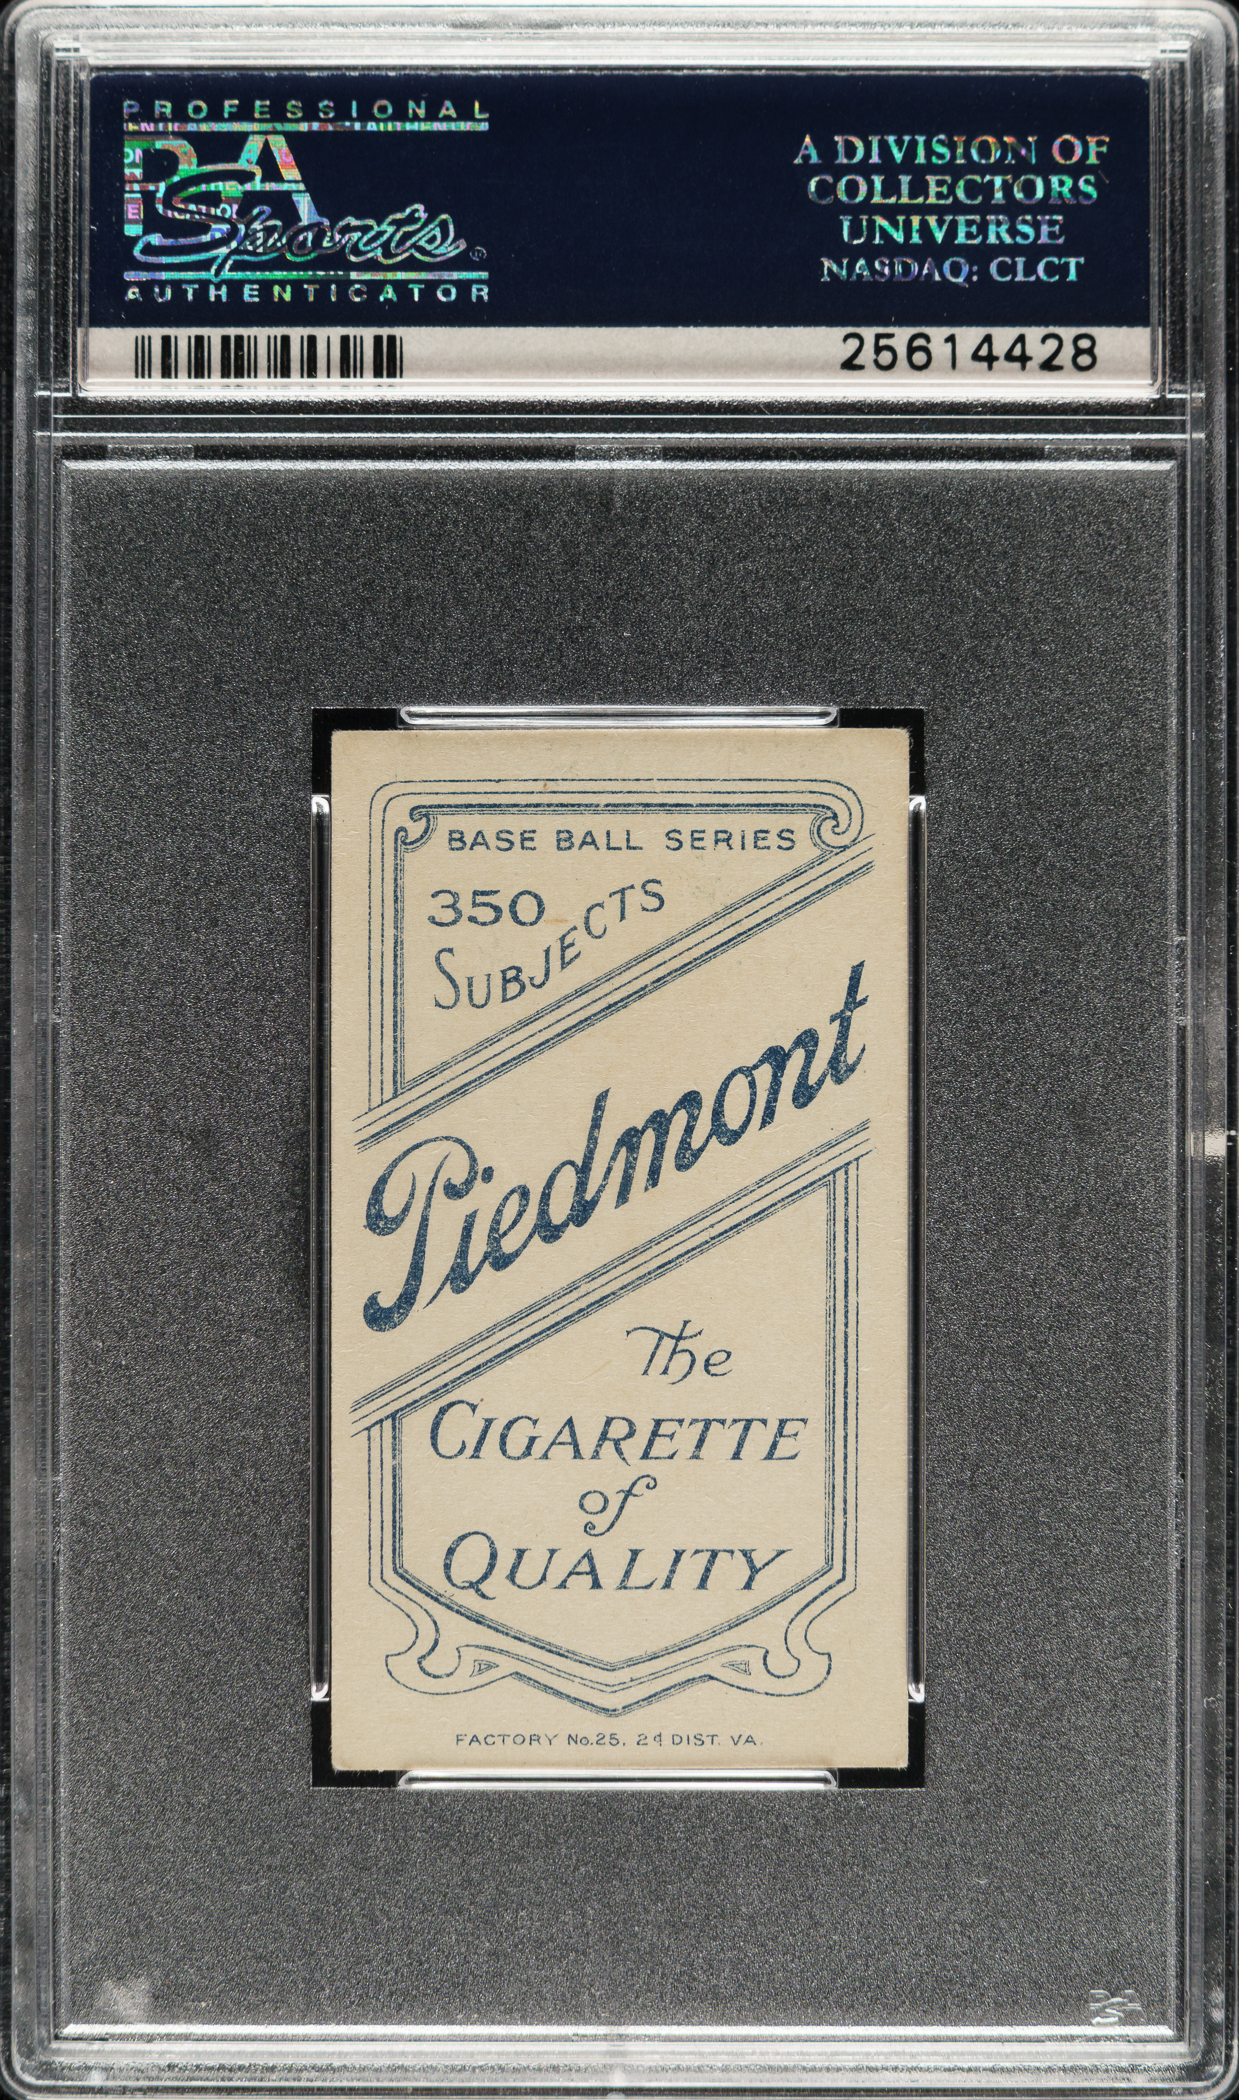 PROFESSIONAL
PSA
Sports
AUTHENTICATOR
A DIVISION OF
COLLECTORS
UNIVERSE
NASDAQ: CLCT
25614428
BASE BALL SERIES
350
SUBJECTS
Piedmont
The
CIGARETTE
of
QUALITY
FACTORY No. 25, 2d DIST. VA.
PSA